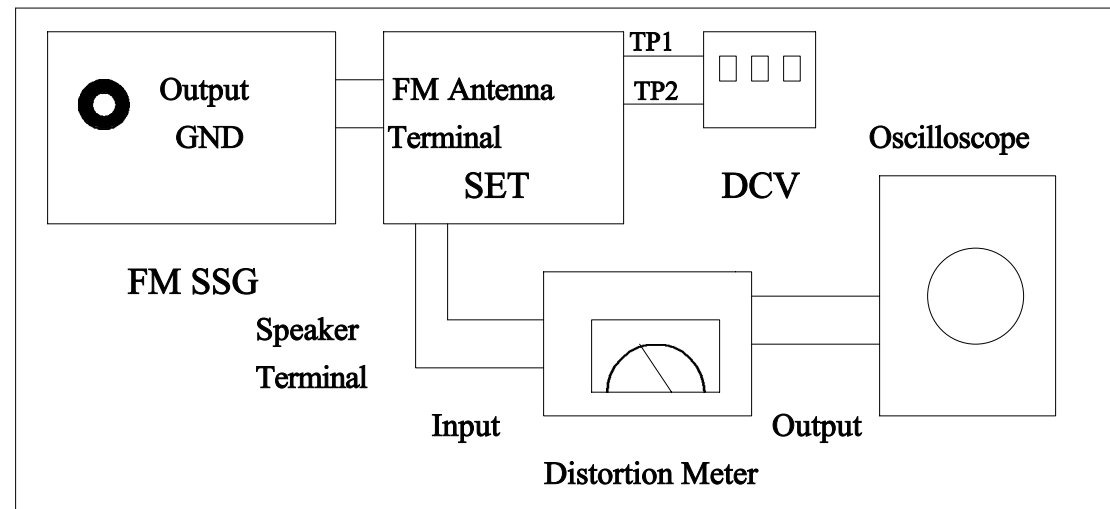 TP1
Output
FM Antenna
TP2
GND
Terminal
Oscilloscope
SET
DCV
FM SSG
Speaker
Terminal
Input
Output
Distortion Meter